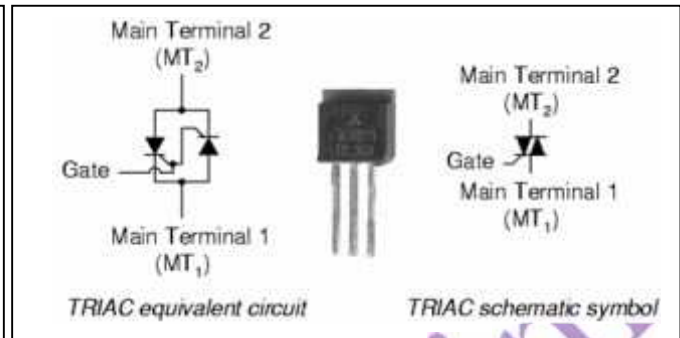 Main Terminal 2
(MT₂)
Gate
Main Terminal 1
(MT₁)
TRIAC equivalent circuit
Main Terminal 2
(MT₂)
Gate
Main Terminal 1
(MT₁)
TRIAC schematic symbol